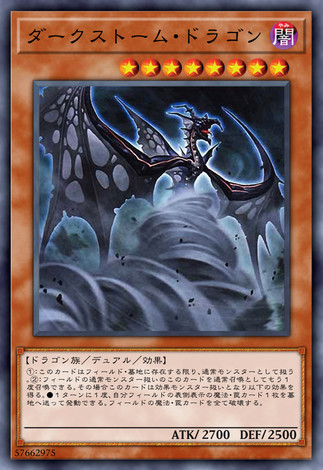 ダークストーム・ドラゴン
やみ
闇
【ドラゴン族／デュアル／効果】
①：このカードはフィールド・墓地に存在する限り、通常モンスターとして扱
う。②：フィールドの通常モンスター扱いのこのカードを通常召喚としてもう１
度召喚できる。その場合このカードは効果モンスター扱いとなり以下の効果を
得る。●１ターンに１度、自分フィールドの表側表示の魔法・罠カード１枚を墓
地へ送って発動できる。フィールドの魔法・罠カードを全て破壊する。
ATK/ 2700 DEF/2500
57662975